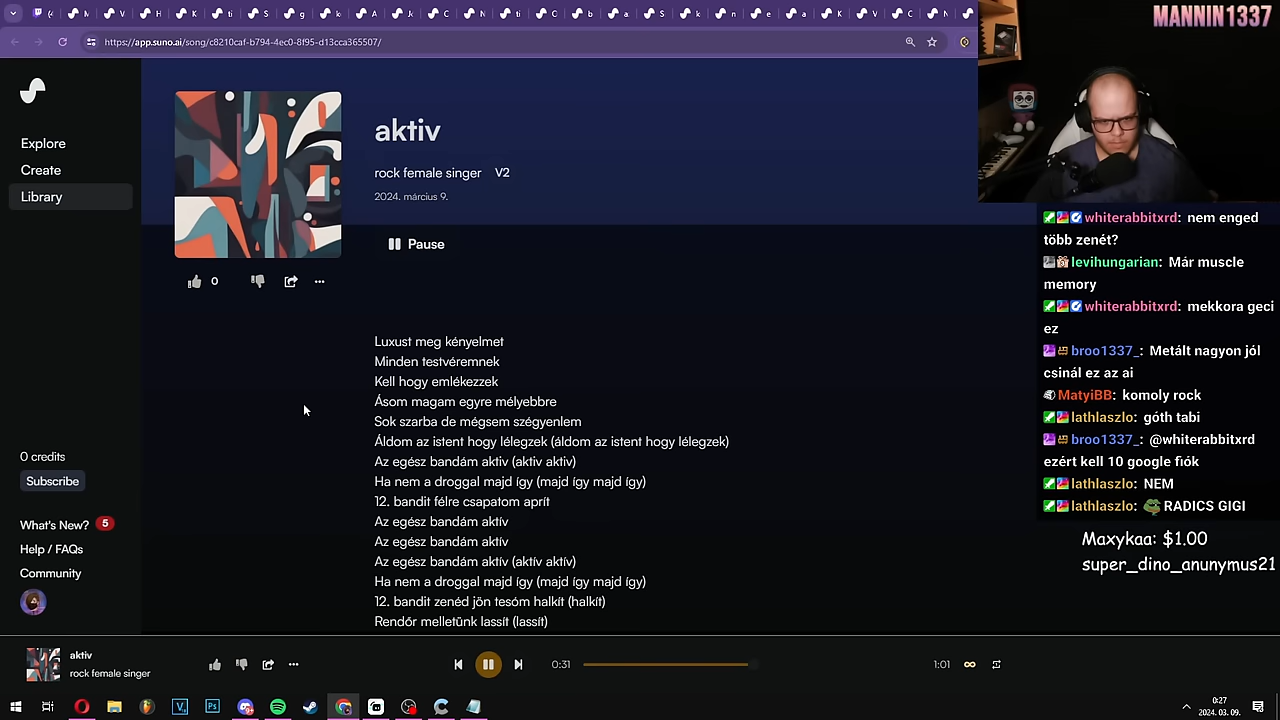 MANNIN1337
https://app.suno.ai/song/c8210caf-b794-4ec0-8f95-d13cca365507/
Explore
Create
Library
0 credits
Subscribe
What's New? 5
Help / FAQs
Community
aktiv
rock female singer V2
2024. március 9.
Pause
0
Luxust meg kényelmet
Minden testvéremnek
Kell hogy emlékezzek
Ásom magam egyre mélyebbre
Sok szarba de mégsem szégyenlem
Áldom az istent hogy lélegzek (áldom az istent hogy lélegzek)
Az egész bandám aktiv (aktiv aktiv)
Ha nem a droggal majd így (majd így majd így)
12. bandit félre csapatom aprít
Az egész bandám aktív
Az egész bandám aktív
Az egész bandám aktív (aktív aktív)
Ha nem a droggal majd így (majd így majd így)
12. bandit zenéd jön tesóm halkít (halkít)
Rendőr melletünk lassít (lassít)
whiterabbitxrd: nem enged
több zenét?
levihungarian: Már muscle
memory
whiterabbitxrd: mekkora geci
ez
broo1337_: Metált nagyon jól
csinál ez az ai
MatyiBB: komoly rock
lathlaszlo: góth tabi
broo1337_: @whiterabbitxrd
ezért kell 10 google fiók
lathlaszlo: NEM
lathlaszlo: RADICS GIGI
Maxykaa: $1.00
super_dino_anunymus21
aktiv
rock female singer
0:31
1:01
0:27
2024. 03. 09.